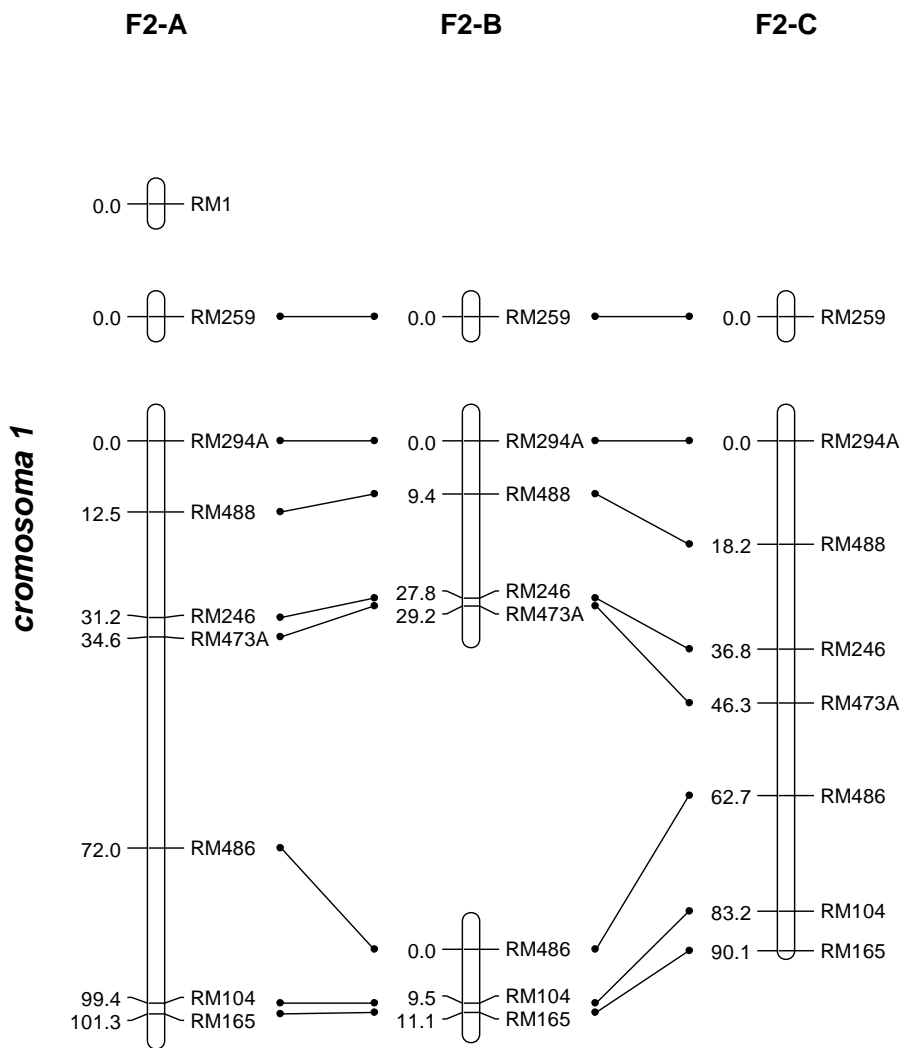 F2-A F2-B F2-C
0.0 RM1
0.0 RM259 0.0 RM259 0.0 RM259
cromosoma 1
0.0 RM294A 0.0 RM294A 0.0 RM294A
12.5 RM488 9.4 RM488 18.2 RM488
31.2 RM246 27.8 RM246 36.8 RM246
34.6 RM473A 29.2 RM473A 46.3 RM473A
72.0 RM486 0.0 RM486 62.7 RM486
99.4 RM104 9.5 RM104 83.2 RM104
101.3 RM165 11.1 RM165 90.1 RM165